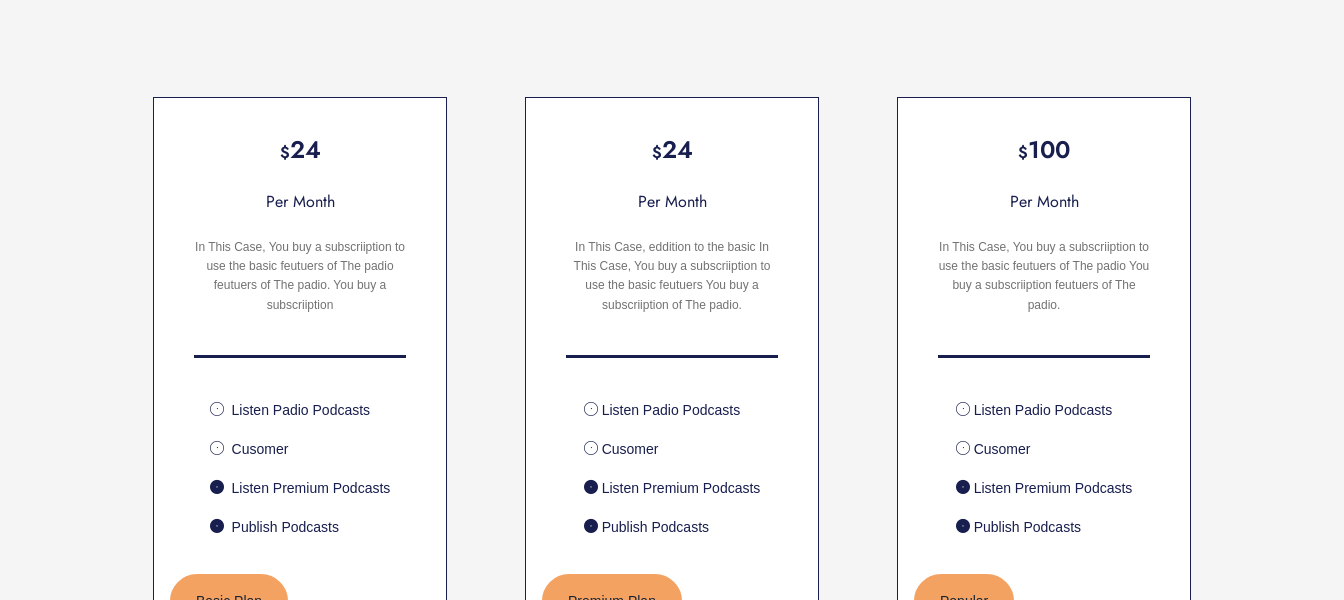 $24
Per Month
In This Case, You buy a subscriiption to
use the basic feutuers of The padio
feutuers of The padio. You buy a
subscriiption
Listen Padio Podcasts
Cusomer
Listen Premium Podcasts
Publish Podcasts
Basic Plan
$24
Per Month
In This Case, eddition to the basic In
This Case, You buy a subscriiption to
use the basic feutuers You buy a
subscriiption of The padio.
Listen Padio Podcasts
Cusomer
Listen Premium Podcasts
Publish Podcasts
Premium Plan
$100
Per Month
In This Case, You buy a subscriiption to
use the basic feutuers of The padio You
buy a subscriiption feutuers of The
padio.
Listen Padio Podcasts
Cusomer
Listen Premium Podcasts
Publish Podcasts
Popular